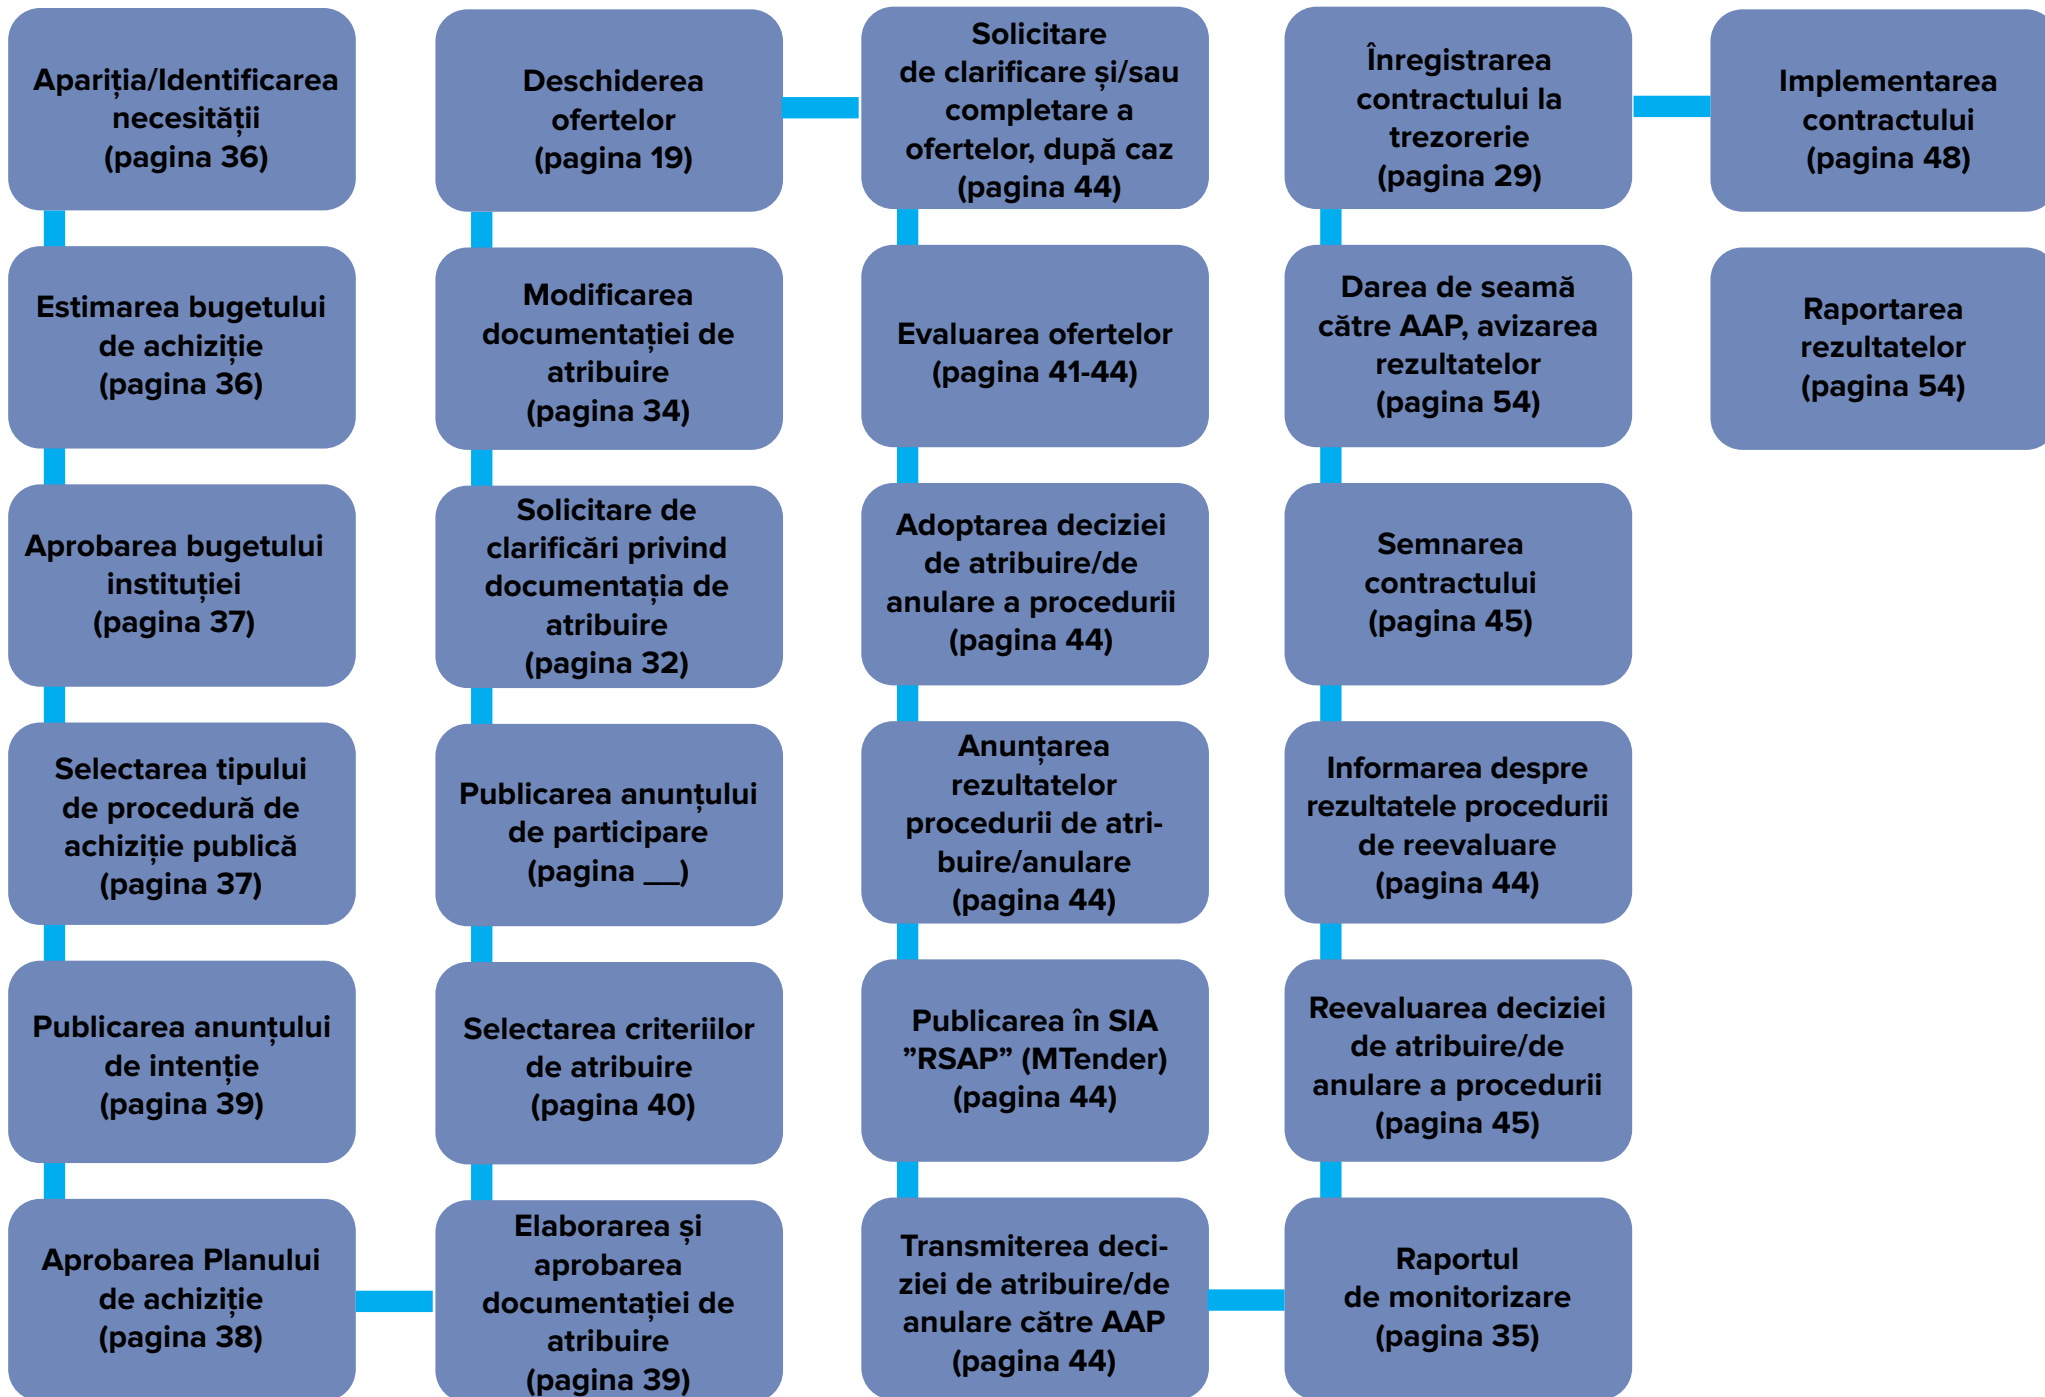 Apariția/Identificarea
necesității
(pagina 36)
Estimarea bugetului
de achiziție
(pagina 36)
Aprobarea bugetului
instituției
(pagina 37)
Selectarea tipului
de procedură de
achiziție publică
(pagina 37)
Publicarea anunțului
de intenție
(pagina 39)
Aprobarea Planului
de achiziție
(pagina 38)
Deschiderea
ofertelor
(pagina 19)
Modificarea
documentației de
atribuire
(pagina 34)
Solicitare de
clarificări privind
documentația de
atribuire
(pagina 32)
Publicarea anunțului
de participare
(pagina __)
Selectarea criteriilor
de atribuire
(pagina 40)
Elaborarea și
aprobarea
documentației de
atribuire
(pagina 39)
Solicitare
de clarificare și/sau
completare a
ofertelor, după caz
(pagina 44)
Evaluarea ofertelor
(pagina 41-44)
Adoptarea deciziei
de atribuire/de
anulare a procedurii
(pagina 44)
Anunțarea
rezultatelor
procedurii de atri-
buire/anulare
(pagina 44)
Publicarea în SIA
”RSAP” (MTender)
(pagina 44)
Transmiterea deci-
ziei de atribuire/de
anulare către AAP
(pagina 44)
Înregistrarea
contractului la
trezorerie
(pagina 29)
Darea de seamă
către AAP, avizarea
rezultatelor
(pagina 54)
Semnarea
contractului
(pagina 45)
Informarea despre
rezultatele procedurii
de reevaluare
(pagina 44)
Reevaluarea deciziei
de atribuire/de
anulare a procedurii
(pagina 45)
Raportul
de monitorizare
(pagina 35)
Implementarea
contractului
(pagina 48)
Raportarea
rezultatelor
(pagina 54)